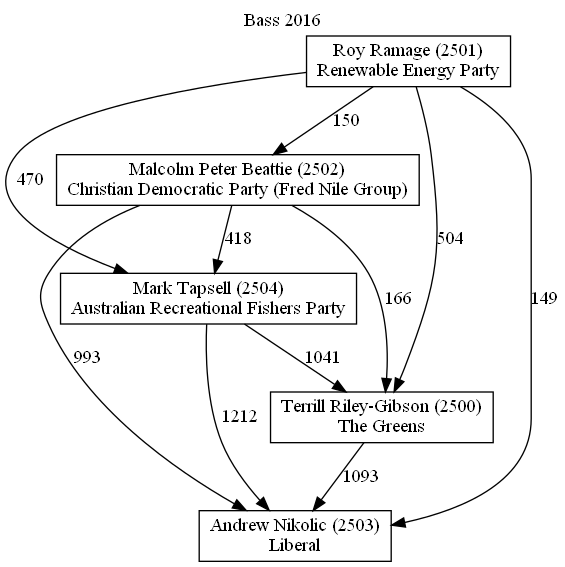 Bass 2016
Roy Ramage (2501)
Renewable Energy Party
150
Malcolm Peter Beattie (2502)
Christian Democratic Party (Fred Nile Group)
470
418
504
Mark Tapsell (2504)
Australian Recreational Fishers Party
166
149
993
1041
Terrill Riley-Gibson (2500)
The Greens
1212
1093
Andrew Nikolic (2503)
Liberal